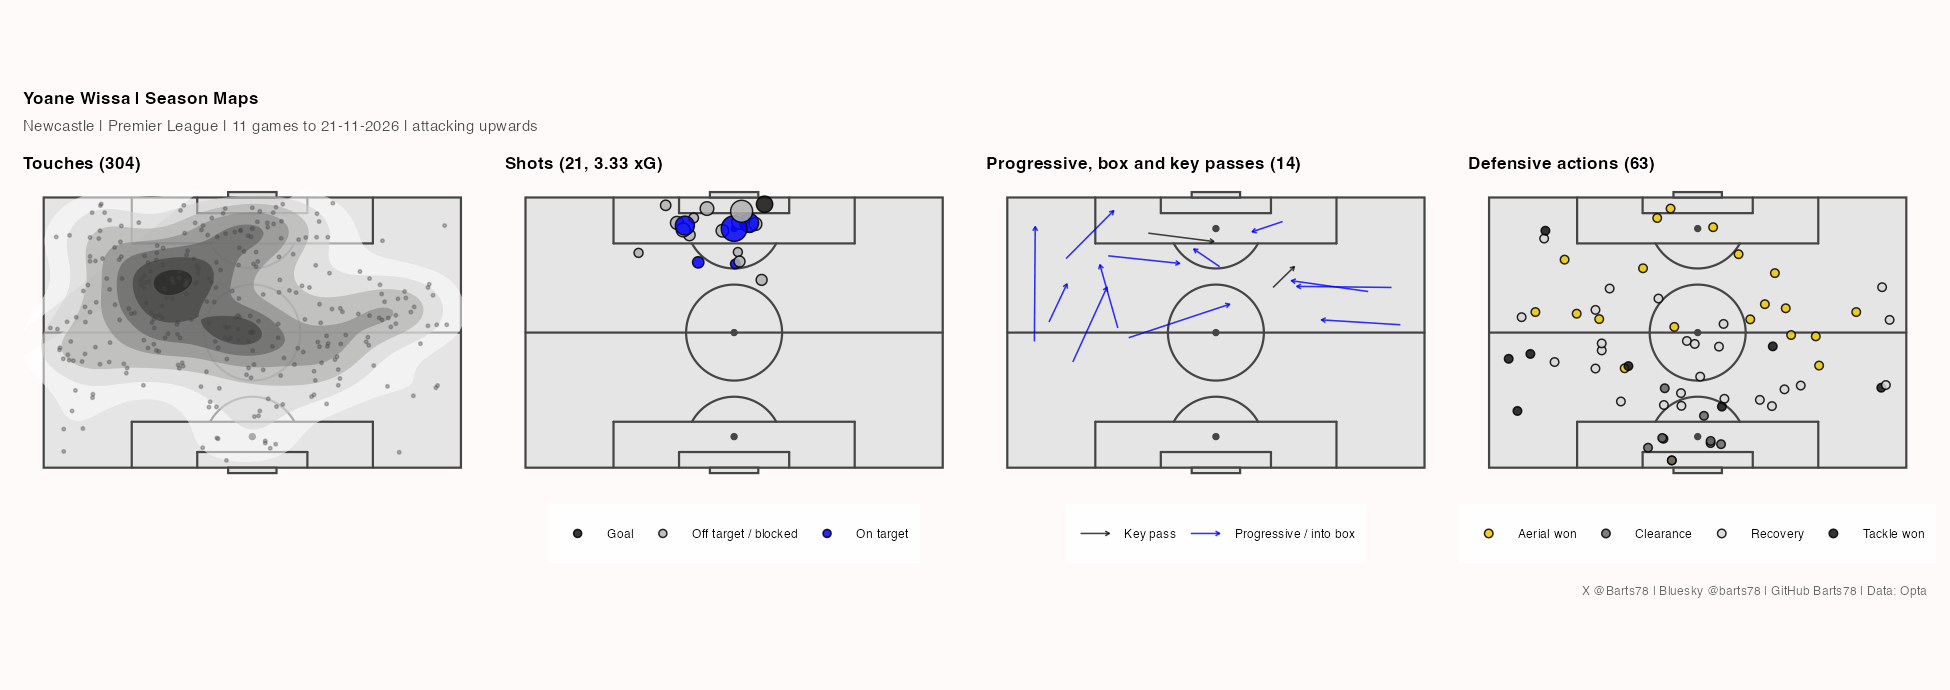 Yoane Wissa | Season Maps
Newcastle | Premier League | 11 games to 21-11-2026 | attacking upwards
Touches (304)
Shots (21, 3.33 xG)
Progressive, box and key passes (14)
Defensive actions (63)
Goal
Off target / blocked
On target
Key pass
Progressive / into box
Aerial won
Clearance
Recovery
Tackle won
X @Barts78 | Bluesky @barts78 | GitHub Barts78 | Data: Opta